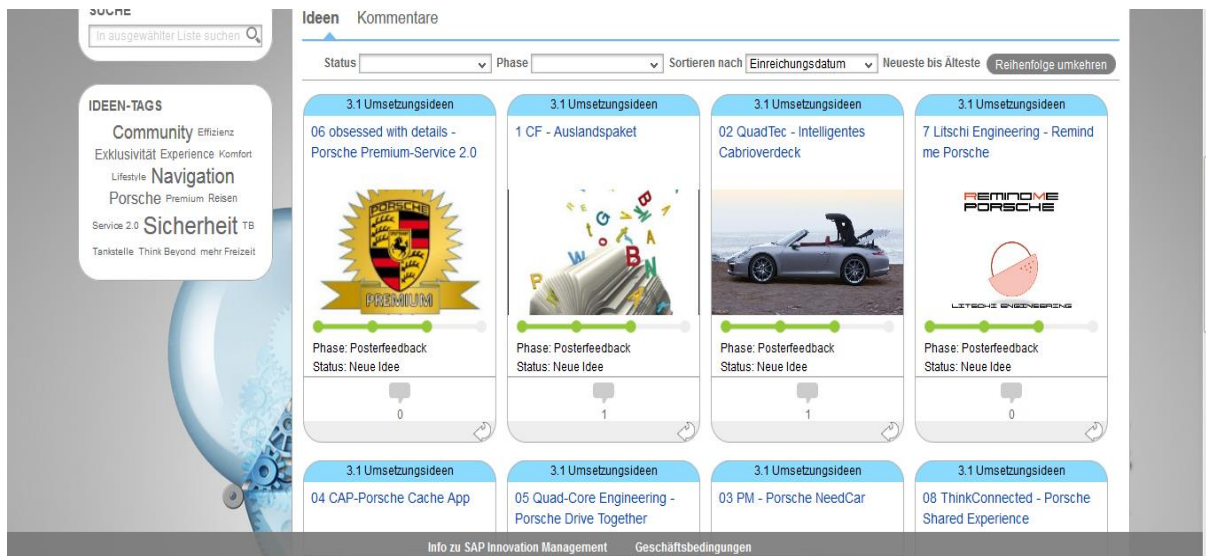 SUCHE
In ausgewählter Liste suchen
IDEEN-TAGS
Community Effizienz
Exklusivität Experience Komfort
Lifestyle Navigation
Porsche Premium Reisen
Service 2.0 Sicherheit TB
Tankstelle Think Beyond mehr Freizeit
Ideen Kommentare
Status Phase Sortieren nach Einreichungsdatum Neueste bis Älteste Reihenfolge umkehren
3.1 Umsetzungsideen
06 obsessed with details -
Porsche Premium-Service 2.0
PORSCHE
PREMIUM
Phase: Posterfeedback
Status: Neue Idee
0
3.1 Umsetzungsideen
1 CF - Auslandspaket
Phase: Posterfeedback
Status: Neue Idee
1
3.1 Umsetzungsideen
02 QuadTec - Intelligentes
Cabrioverdeck
Phase: Posterfeedback
Status: Neue Idee
1
3.1 Umsetzungsideen
7 Litschi Engineering - Remind
me Porsche
REMINDME
PORSCHE
LITSCHI ENGINEERING
Phase: Posterfeedback
Status: Neue Idee
0
3.1 Umsetzungsideen
04 CAP-Porsche Cache App
3.1 Umsetzungsideen
05 Quad-Core Engineering -
Porsche Drive Together
3.1 Umsetzungsideen
03 PM - Porsche NeedCar
3.1 Umsetzungsideen
08 ThinkConnected - Porsche
Shared Experience
Info zu SAP Innovation Management Geschäftsbedingungen